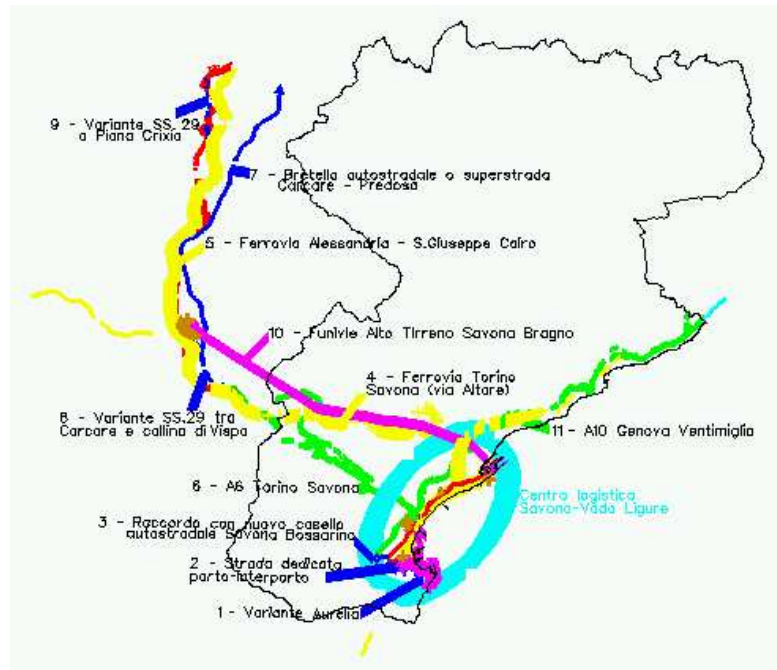 9 - Variante SS. 29
a Piana Crixia
7 - Bretella autostradale o superstrada
Carcare - Predosa
5 - Ferrovia Alessandria - S.Giuseppe Cairo
10 - Funivie Alto Tirreno Savona Bragno
4 - Ferrovia Torino
Savona (via Altare)
8 - Variante SS.29 tra
Carcare e collina di Vispa
11 - A10 Genova Ventimiglia
6 - A6 Torino Savona
Centro logistico
Savona-Vado Ligure
3 - Raccordo con nuovo casello
autostradale Savona Bossarino
2 - Strada dedicata
porto-interporto
1 - Variante Aurelia